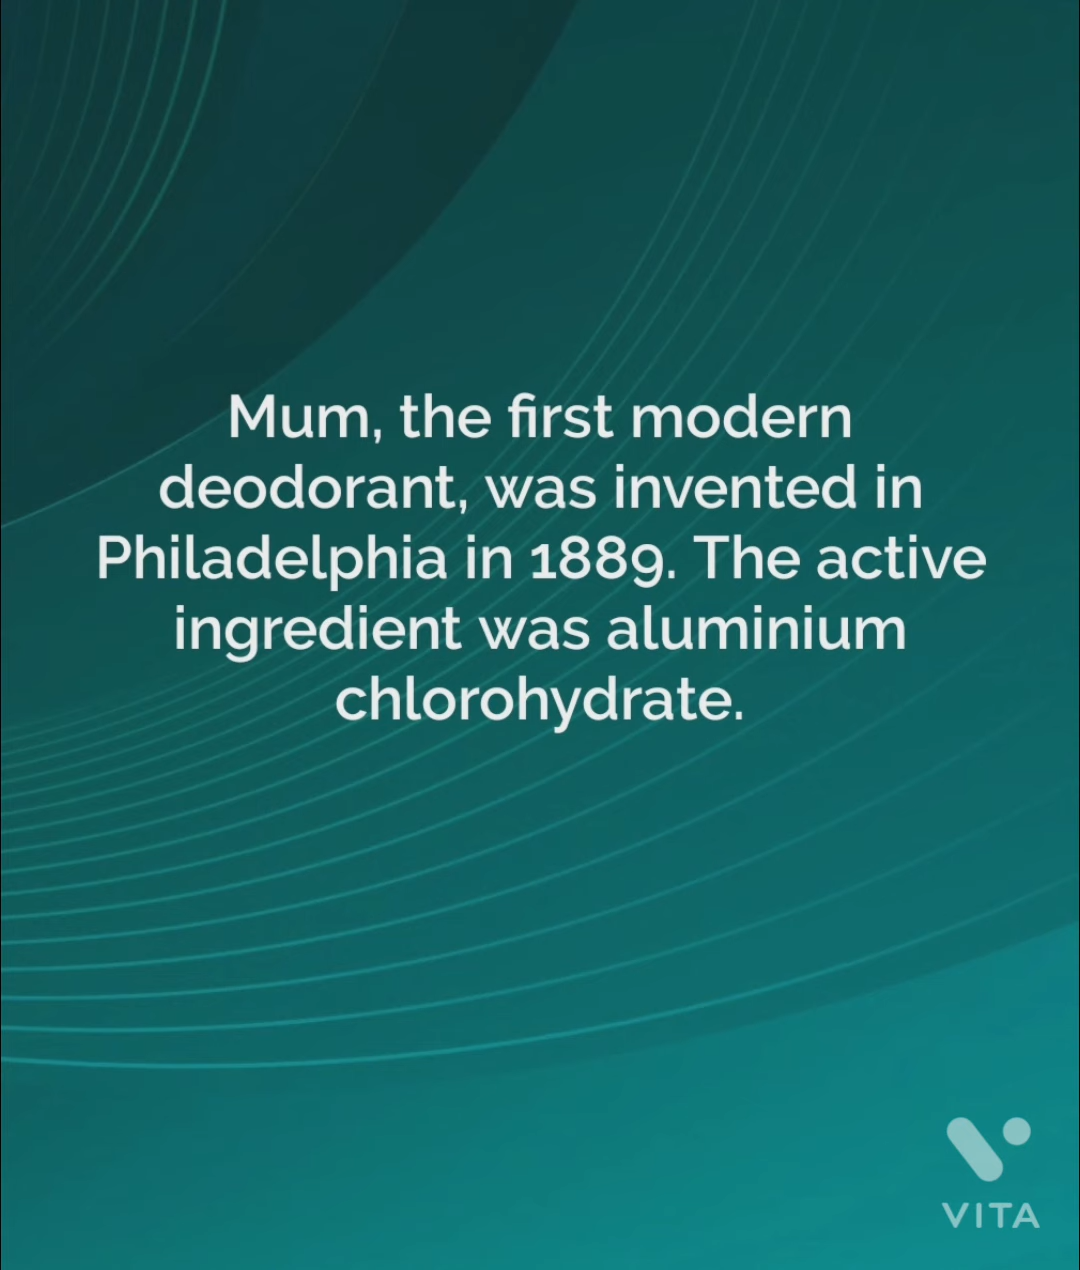 Mum, the first modern
deodorant, was invented in
Philadelphia in 1889. The active
ingredient was aluminium
chlorohydrate.
VITA